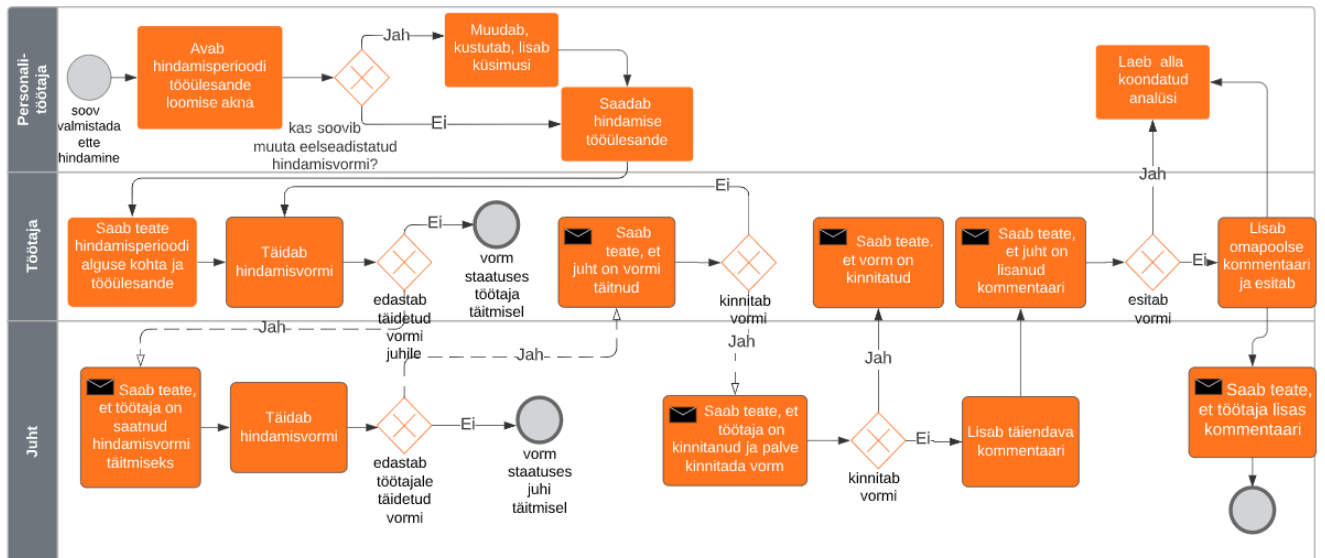 Personali-
töötaja
soov
valmistada
ette
hindamine
Avab
hindamisperioodi
tööülesande
loomise akna
kas soovib
muuta eelseadistatud
hindamisvormi?
Jah
Ei
Muudab,
kustutab, lisab
küsimusi
Saadab
hindamise
tööülesande
Laeb alla
koondatud
analüsi
Töötaja
Saab teate
hindamisperioodi
alguse kohta ja
tööülesande
Täidab
hindamisvormi
edastab
täidetud
vormi
juhile
Ei
Jah
vorm
staatuses
töötaja
täitmisel
Saab
teate, et
juht on vormi
täitnud
Ei
kinnitab
vormi
Jah
Saab teate.
et vorm on
kinnitatud
Saab teate,
et juht on
lisanud
kommentaari
Jah
esitab
vormi
Ei
Lisab
omapoolse
kommentaari
ja esitab
Juht
Saab teate,
et töötaja on
saatnud
hindamisvormi
täitmiseks
Täidab
hindamisvormi
Jah
edastab
töötajale
täidetud
vormi
Ei
vorm
staatuses
juhi
täitmisel
Saab teate, et
töötaja on
kinnitanud ja palve
kinnitada vorm
Jah
kinnitab
vormi
Ei
Lisab täiendava
kommentaari
Saab teate,
et töötaja lisas
kommentaari